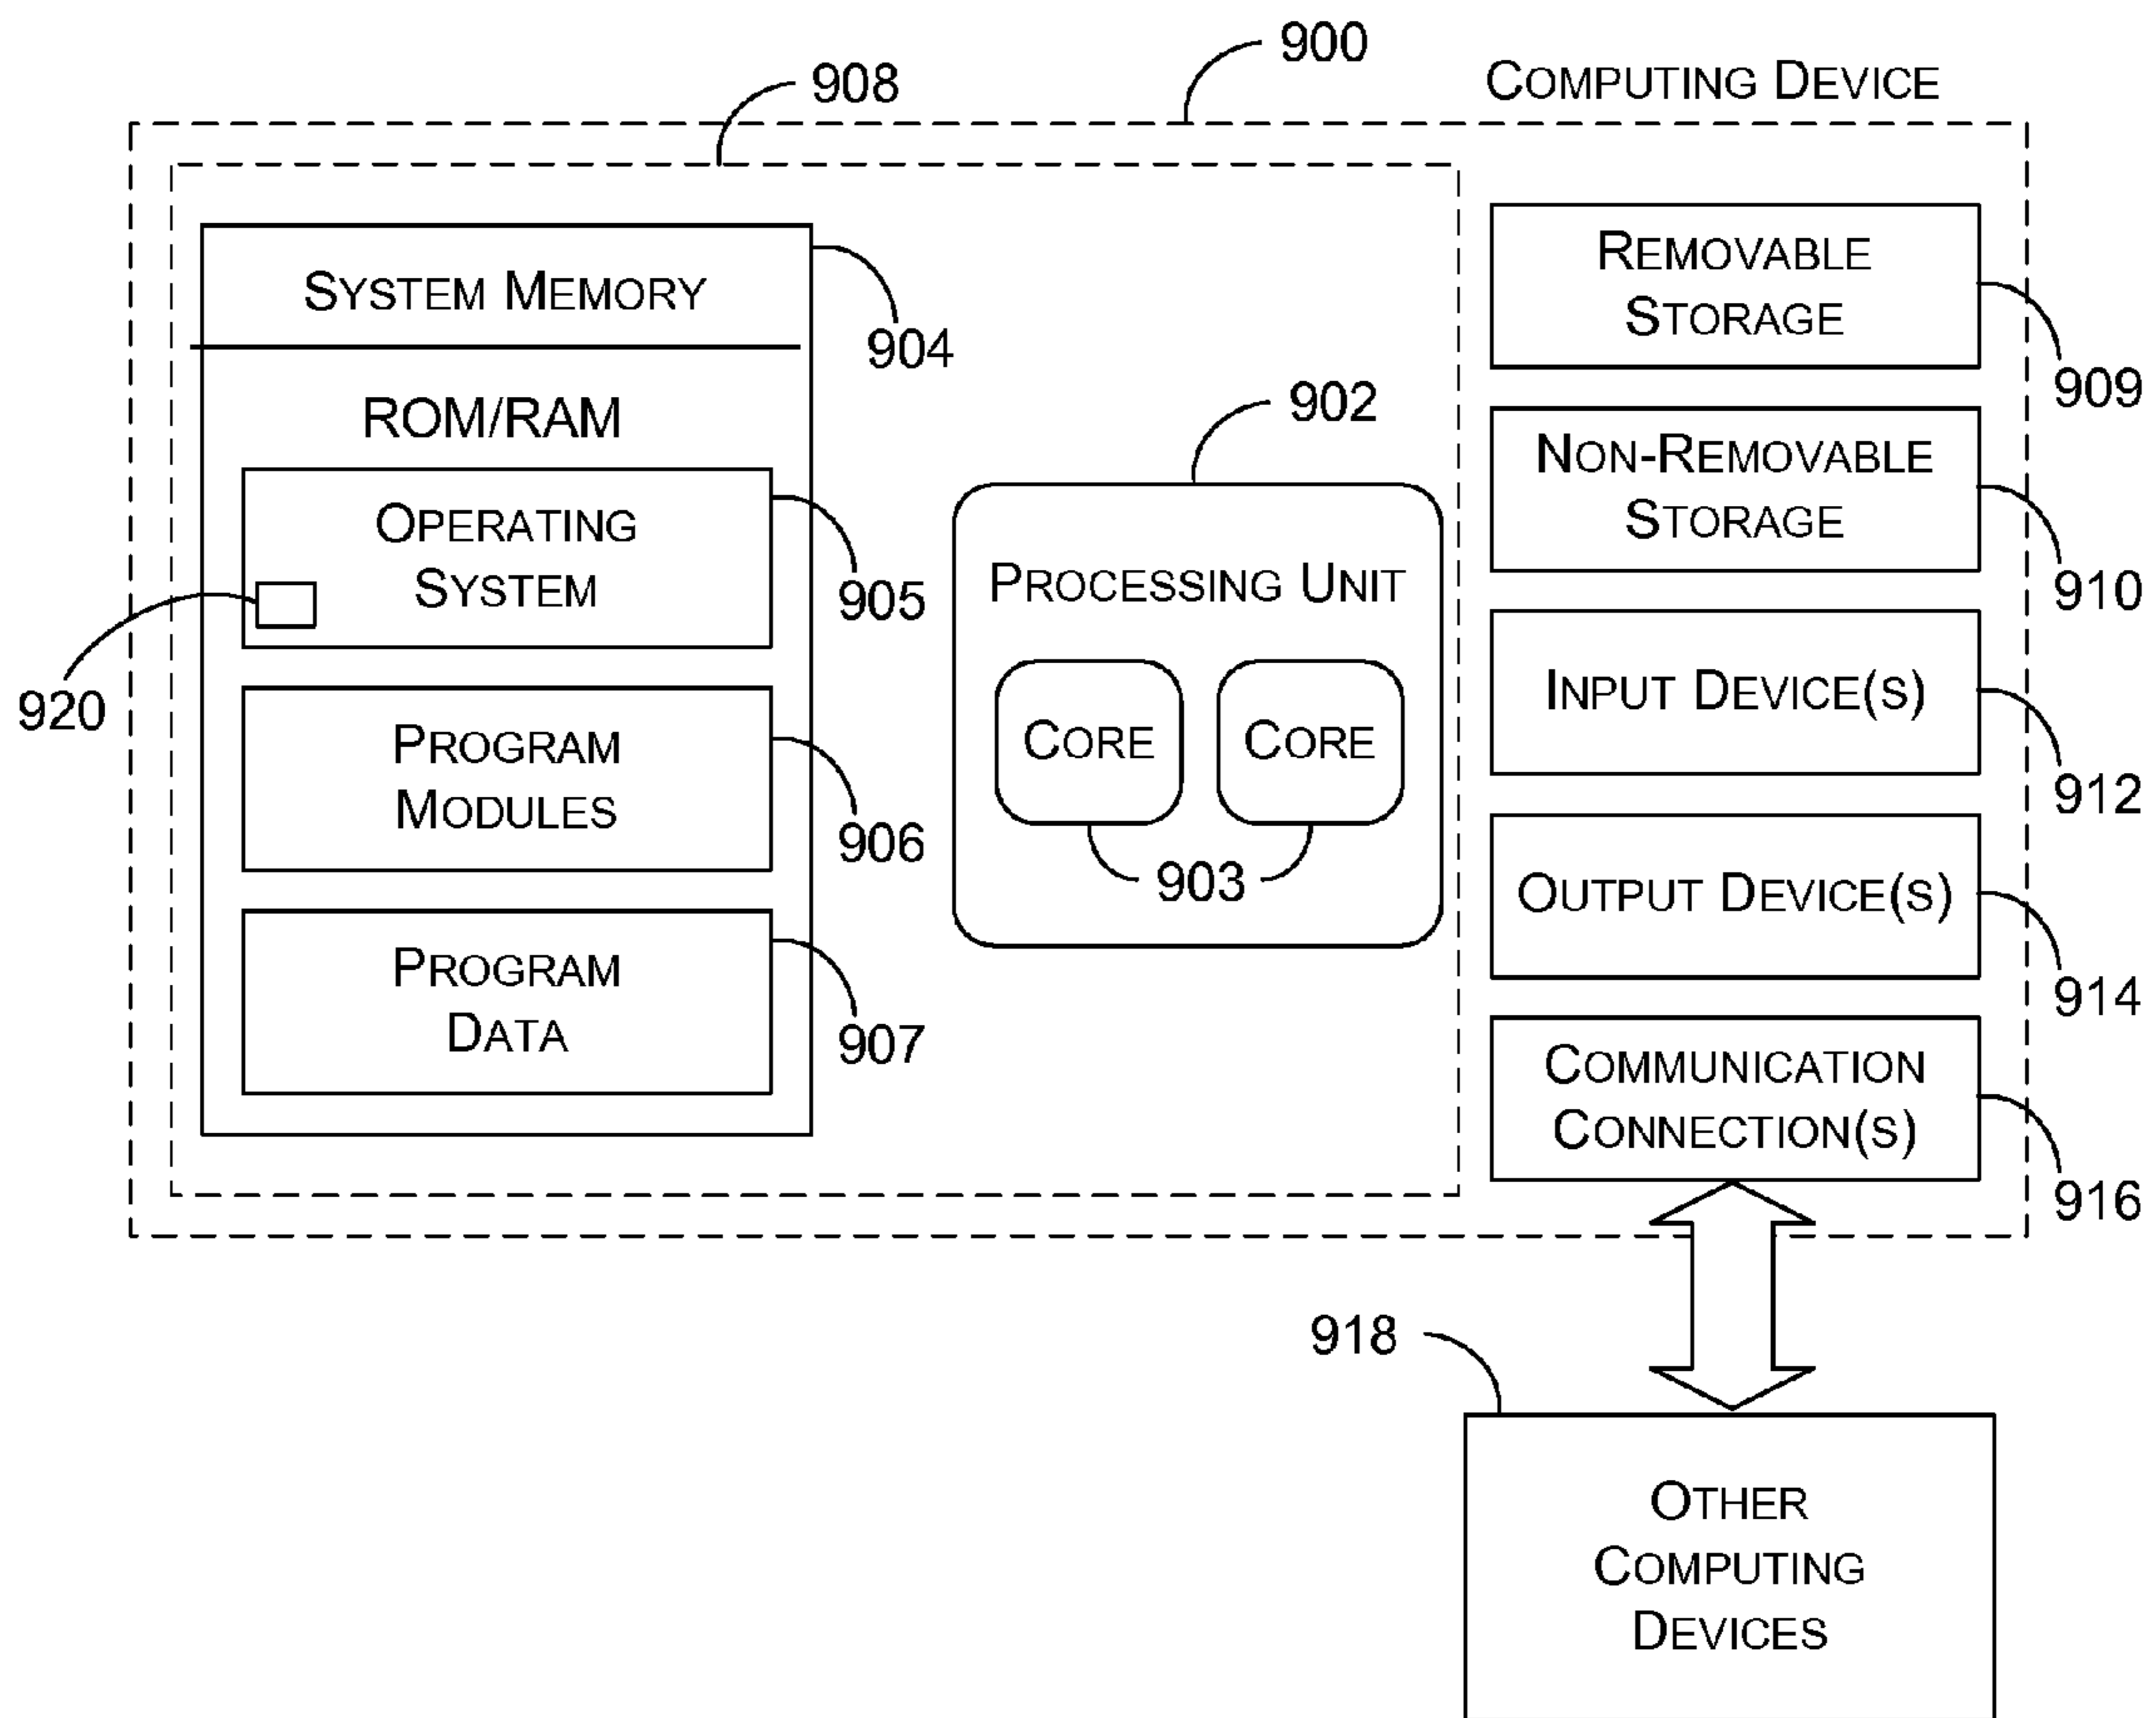 900
908
COMPUTING DEVICE
SYSTEM MEMORY
904
ROM/RAM
OPERATING
SYSTEM
905
920
PROGRAM
MODULES
906
PROGRAM
DATA
907
902
PROCESSING UNIT
CORE
CORE
903
REMOVABLE
STORAGE
909
NON-REMOVABLE
STORAGE
910
INPUT DEVICE(S)
912
OUTPUT DEVICE(S)
914
COMMUNICATION
CONNECTION(S)
916
918
OTHER
COMPUTING
DEVICES